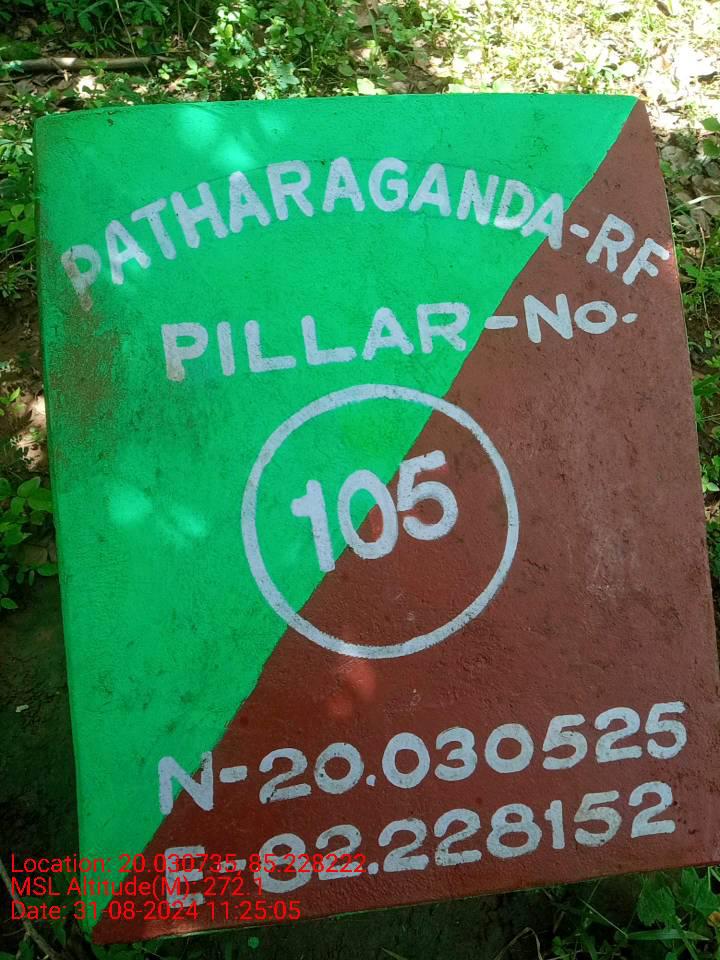 PATHARAGANDA-RF
PILLAR-No.
105
N-20.030525
E-82.228152
Location: 20.030735, 85.228222
MSL Altitude(M): 272.1
Date: 31-08-2024 11:25:05